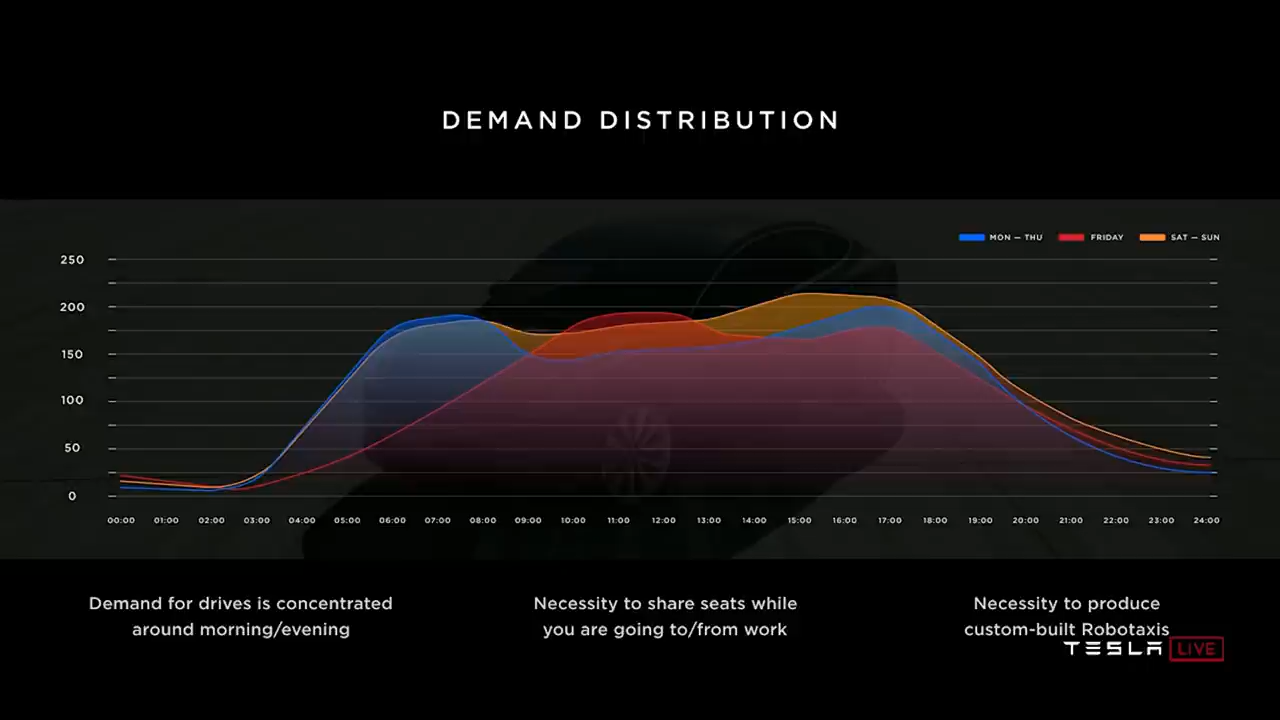 DEMAND DISTRIBUTION
MON — THU FRIDAY SAT — SUN
250
200
150
100
50
0
00:00 01:00 02:00 03:00 04:00 05:00 06:00 07:00 08:00 09:00 10:00 11:00 12:00 13:00 14:00 15:00 16:00 17:00 18:00 19:00 20:00 21:00 22:00 23:00 24:00
Demand for drives is concentrated
around morning/evening
Necessity to share seats while
you are going to/from work
Necessity to produce
custom-built Robotaxis
TESLA LIVE